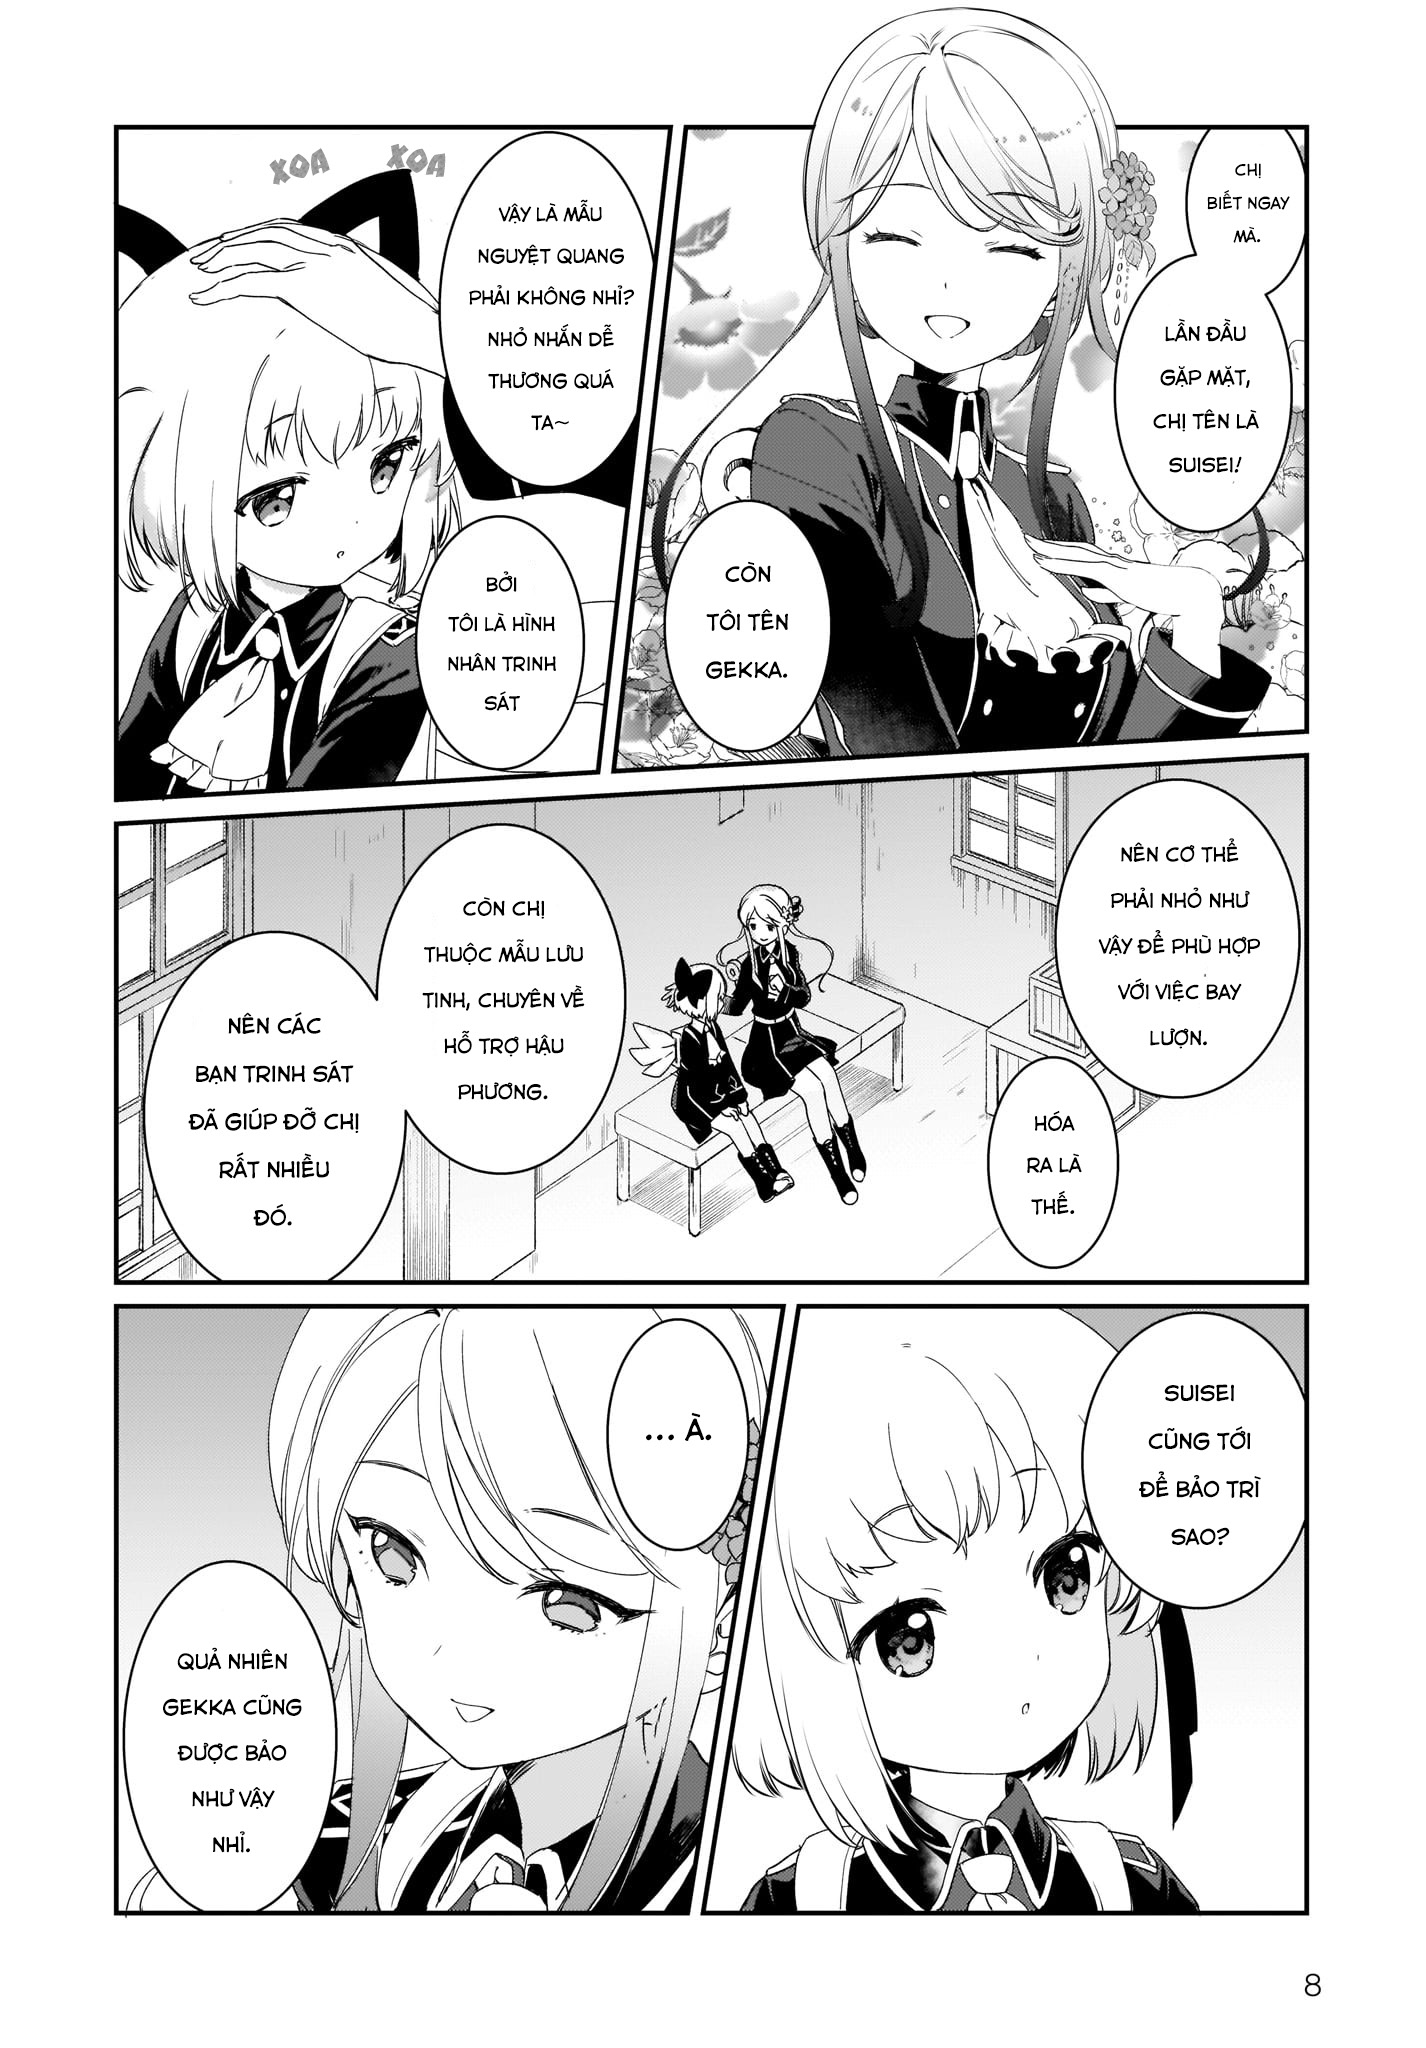 CHỊ
BIẾT NGAY
MÀ.
LẦN ĐẦU
GẶP MẶT,
CHỊ TÊN LÀ
SUISEI!
CÒN
TÔI TÊN
GEKKA.
XOA
XOA
VẬY LÀ MẪU
NGUYỆT QUANG
PHẢI KHÔNG NHỈ?
NHỎ NHẮN DỄ
THƯƠNG QUÁ
TA~
BỞI
TÔI LÀ HÌNH
NHÂN TRINH
SÁT
NÊN CƠ THỂ
PHẢI NHỎ NHƯ
VẬY ĐỂ PHÙ HỢP
VỚI VIỆC BAY
LƯỢN.
HÓA
RA LÀ
THẾ.
CÒN CHỊ
THUỘC MẪU LƯU
TINH, CHUYÊN VỀ
HỖ TRỢ HẬU
PHƯƠNG.
NÊN CÁC
BẠN TRINH SÁT
ĐÃ GIÚP ĐỠ CHỊ
RẤT NHIỀU
ĐÓ.
SUISEI
CŨNG TỚI
ĐỂ BẢO TRÌ
SAO?
... À.
QUẢ NHIÊN
GEKKA CŨNG
ĐƯỢC BẢO
NHƯ VẬY
NHỈ.
8